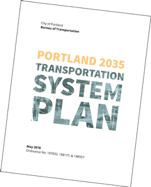 City of Portland
Bureau of Transportation
PORTLAND 2035
TRANSPORTATION
SYSTEM
PLAN
May 2018